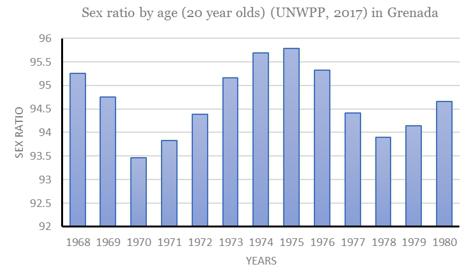 Sex ratio by age (20 year olds) (UNWPP, 2017) in Grenada
96
95.5
95
94.5
94
93.5
93
92.5
92
SEX RATIO
1968 1969 1970 1971 1972 1973 1974 1975 1976 1977 1978 1979 1980
YEARS